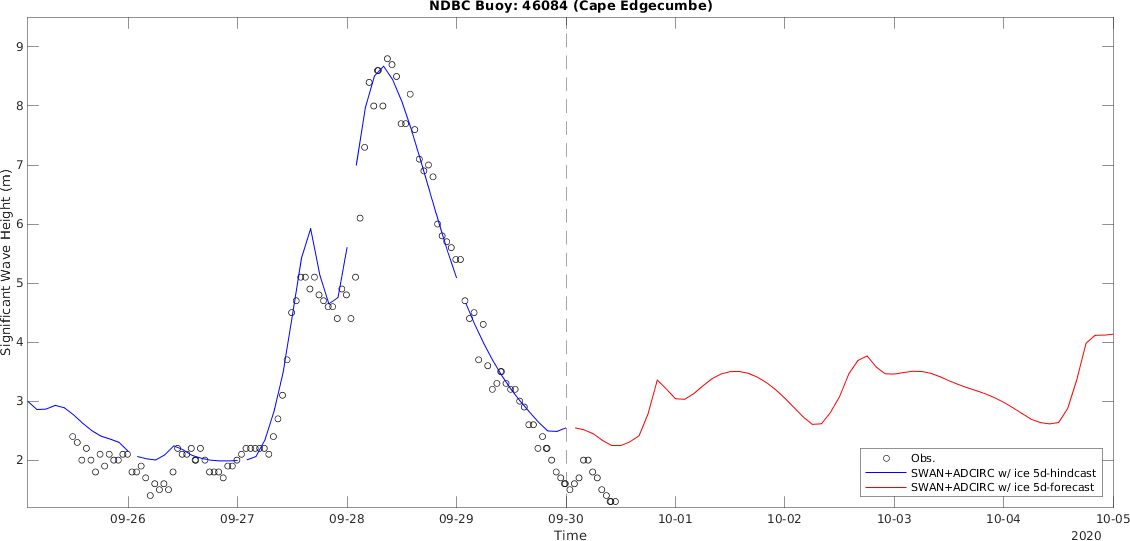 NDBC Buoy: 46084 (Cape Edgecumbe)
Significant Wave Height (m)
9
8
7
6
5
4
3
2
Obs.
SWAN+ADCIRC w/ ice 5d-hindcast
SWAN+ADCIRC w/ ice 5d-forecast
09-26 09-27 09-28 09-29 09-30 10-01 10-02 10-03 10-04 10-05
Time
2020